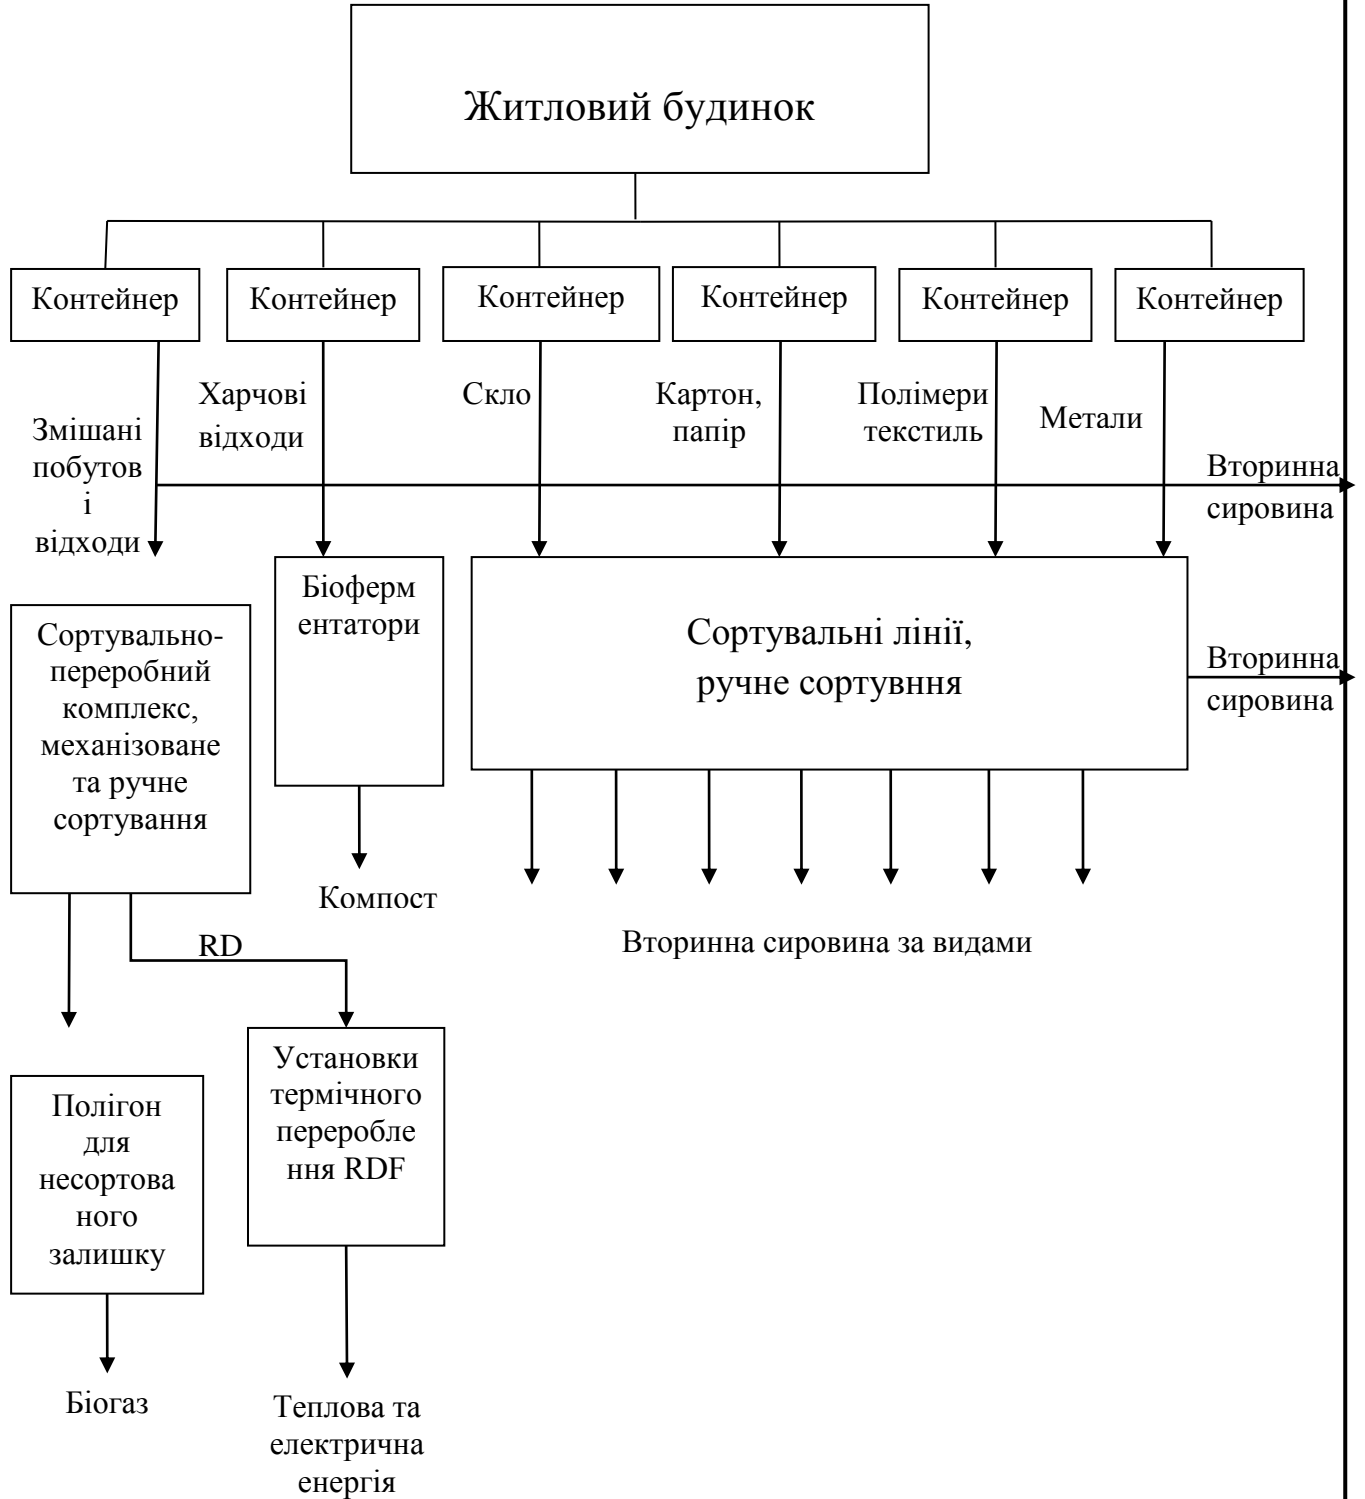 Житловий будинок
Контейнер
Контейнер
Контейнер
Контейнер
Контейнер
Контейнер
Змішані
побутов
і
відходи
Харчові
відходи
Скло
Картон,
папір
Полімери
текстиль
Метали
Вторинна
сировина
Сортувально-
переробний
комплекс,
механізоване
та ручне
сортування
Біоферм
ентатори
Сортувальні лінії,
ручне сортувння
Вторинна
сировина
Компост
Вторинна сировина за видами
RD
Установки
термічного
переробле
ння RDF
Полігон
для
несортова
ного
залишку
Біогаз
Теплова та
електрична
енергія